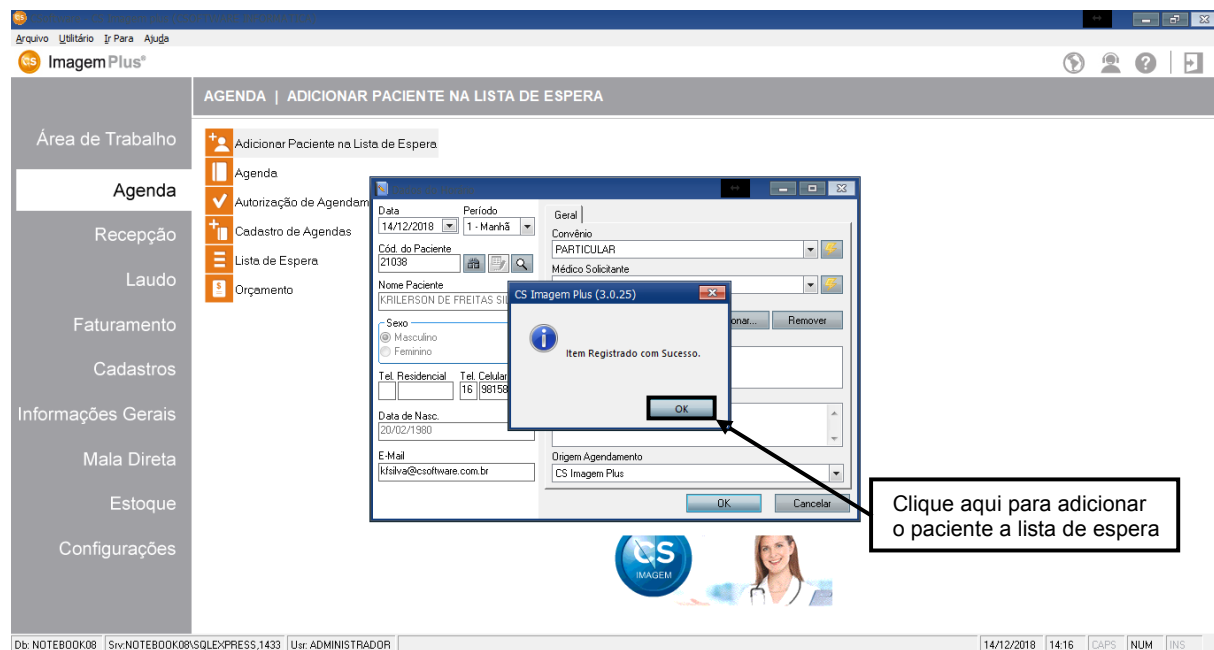 Arquivo Utilitário Ir Para Ajuda
CS ImagemPlus®
AGENDA | ADICIONAR PACIENTE NA LISTA DE ESPERA
Área de Trabalho
Agenda
Recepção
Laudo
Faturamento
Cadastros
Informações Gerais
Mala Direta
Estoque
Configurações
Adicionar Paciente na Lista de Espera
Agenda
Autorização de Agendam
Cadastro de Agendas
Lista de Espera
Orçamento
Data Período
14/12/2018 1 - Manhã
Cód. do Paciente
21038
Nome Paciente
KRILERSON DE FREITAS SIL
Sexo
Masculino
Feminino
Tel. Residencial Tel. Celular
16 98158
Data de Nasc.
20/02/1980
E-Mail
kfsilva@csoftware.com.br
Geral
Convênio
PARTICULAR
Médico Solicitante
onar... Remover
Origem Agendamento
CS Imagem Plus
OK Cancelar
CS Imagem Plus (3.0.25)
Item Registrado com Sucesso.
OK
Clique aqui para adicionar
o paciente a lista de espera
CS
IMAGEM
Db: NOTEBOOK08 Srv:NOTEBOOK08\SQLEXPRESS,1433 Usr: ADMINISTRADOR 14/12/2018 14:16 CAPS NUM INS